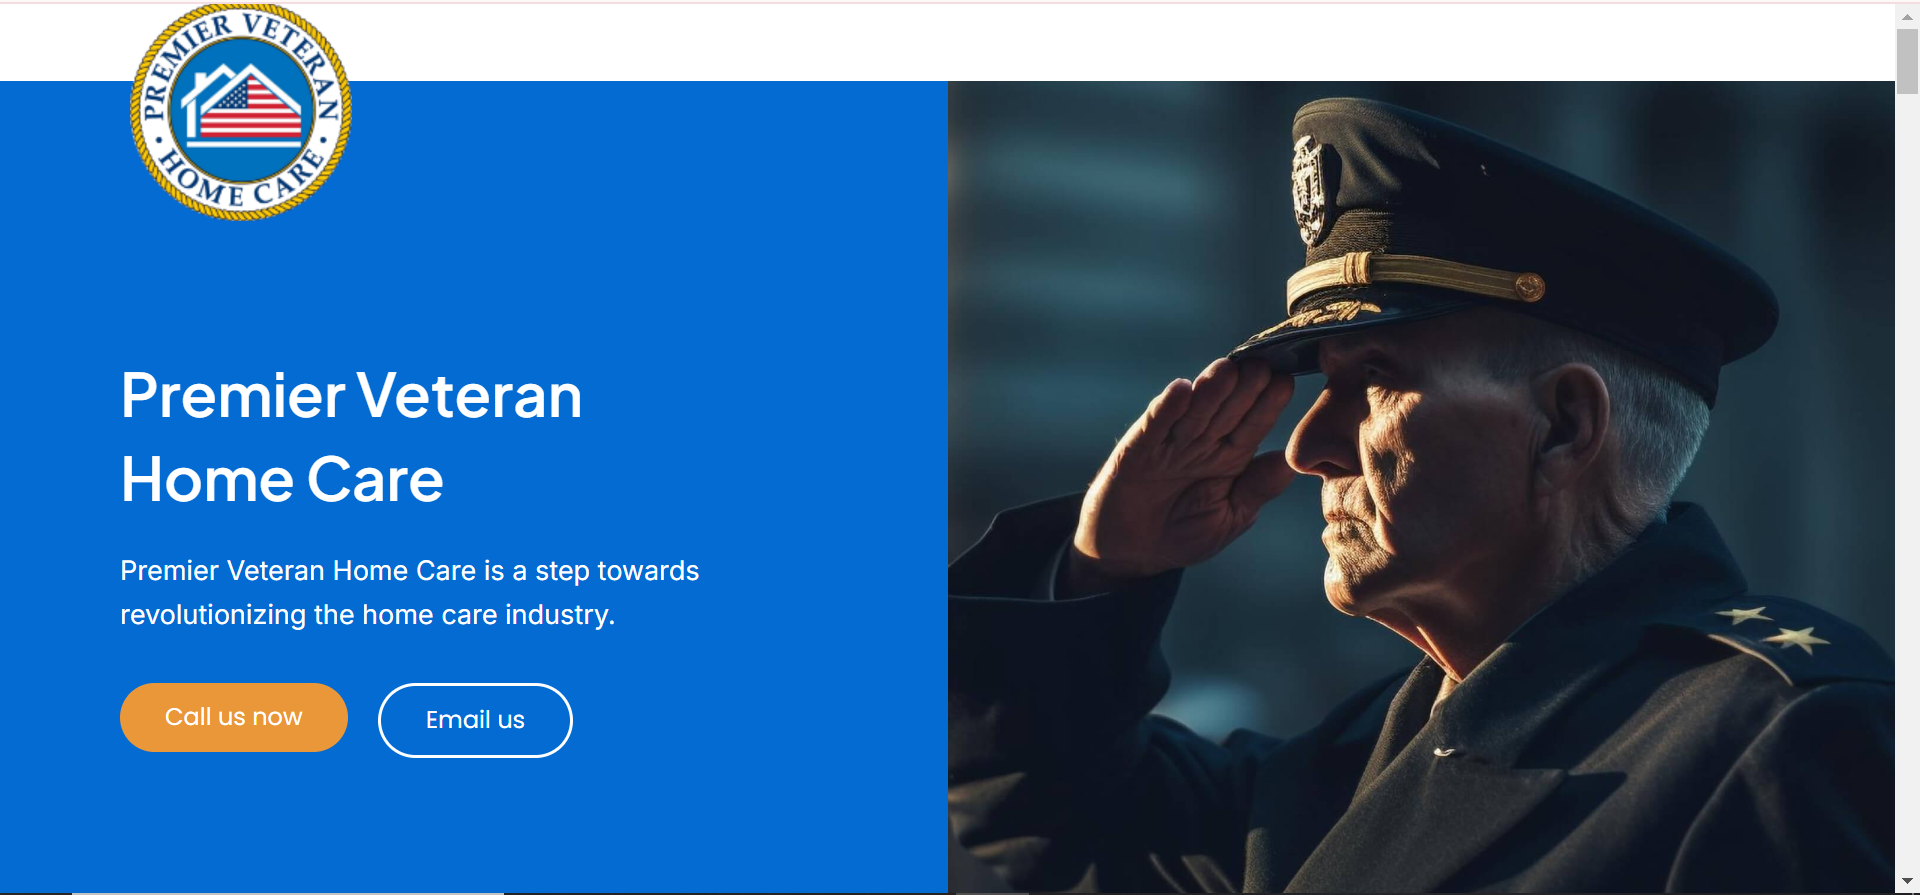 PREMIER VETERAN
• HOME CARE •
Premier Veteran
Home Care
Premier Veteran Home Care is a step towards
revolutionizing the home care industry.
Call us now
Email us